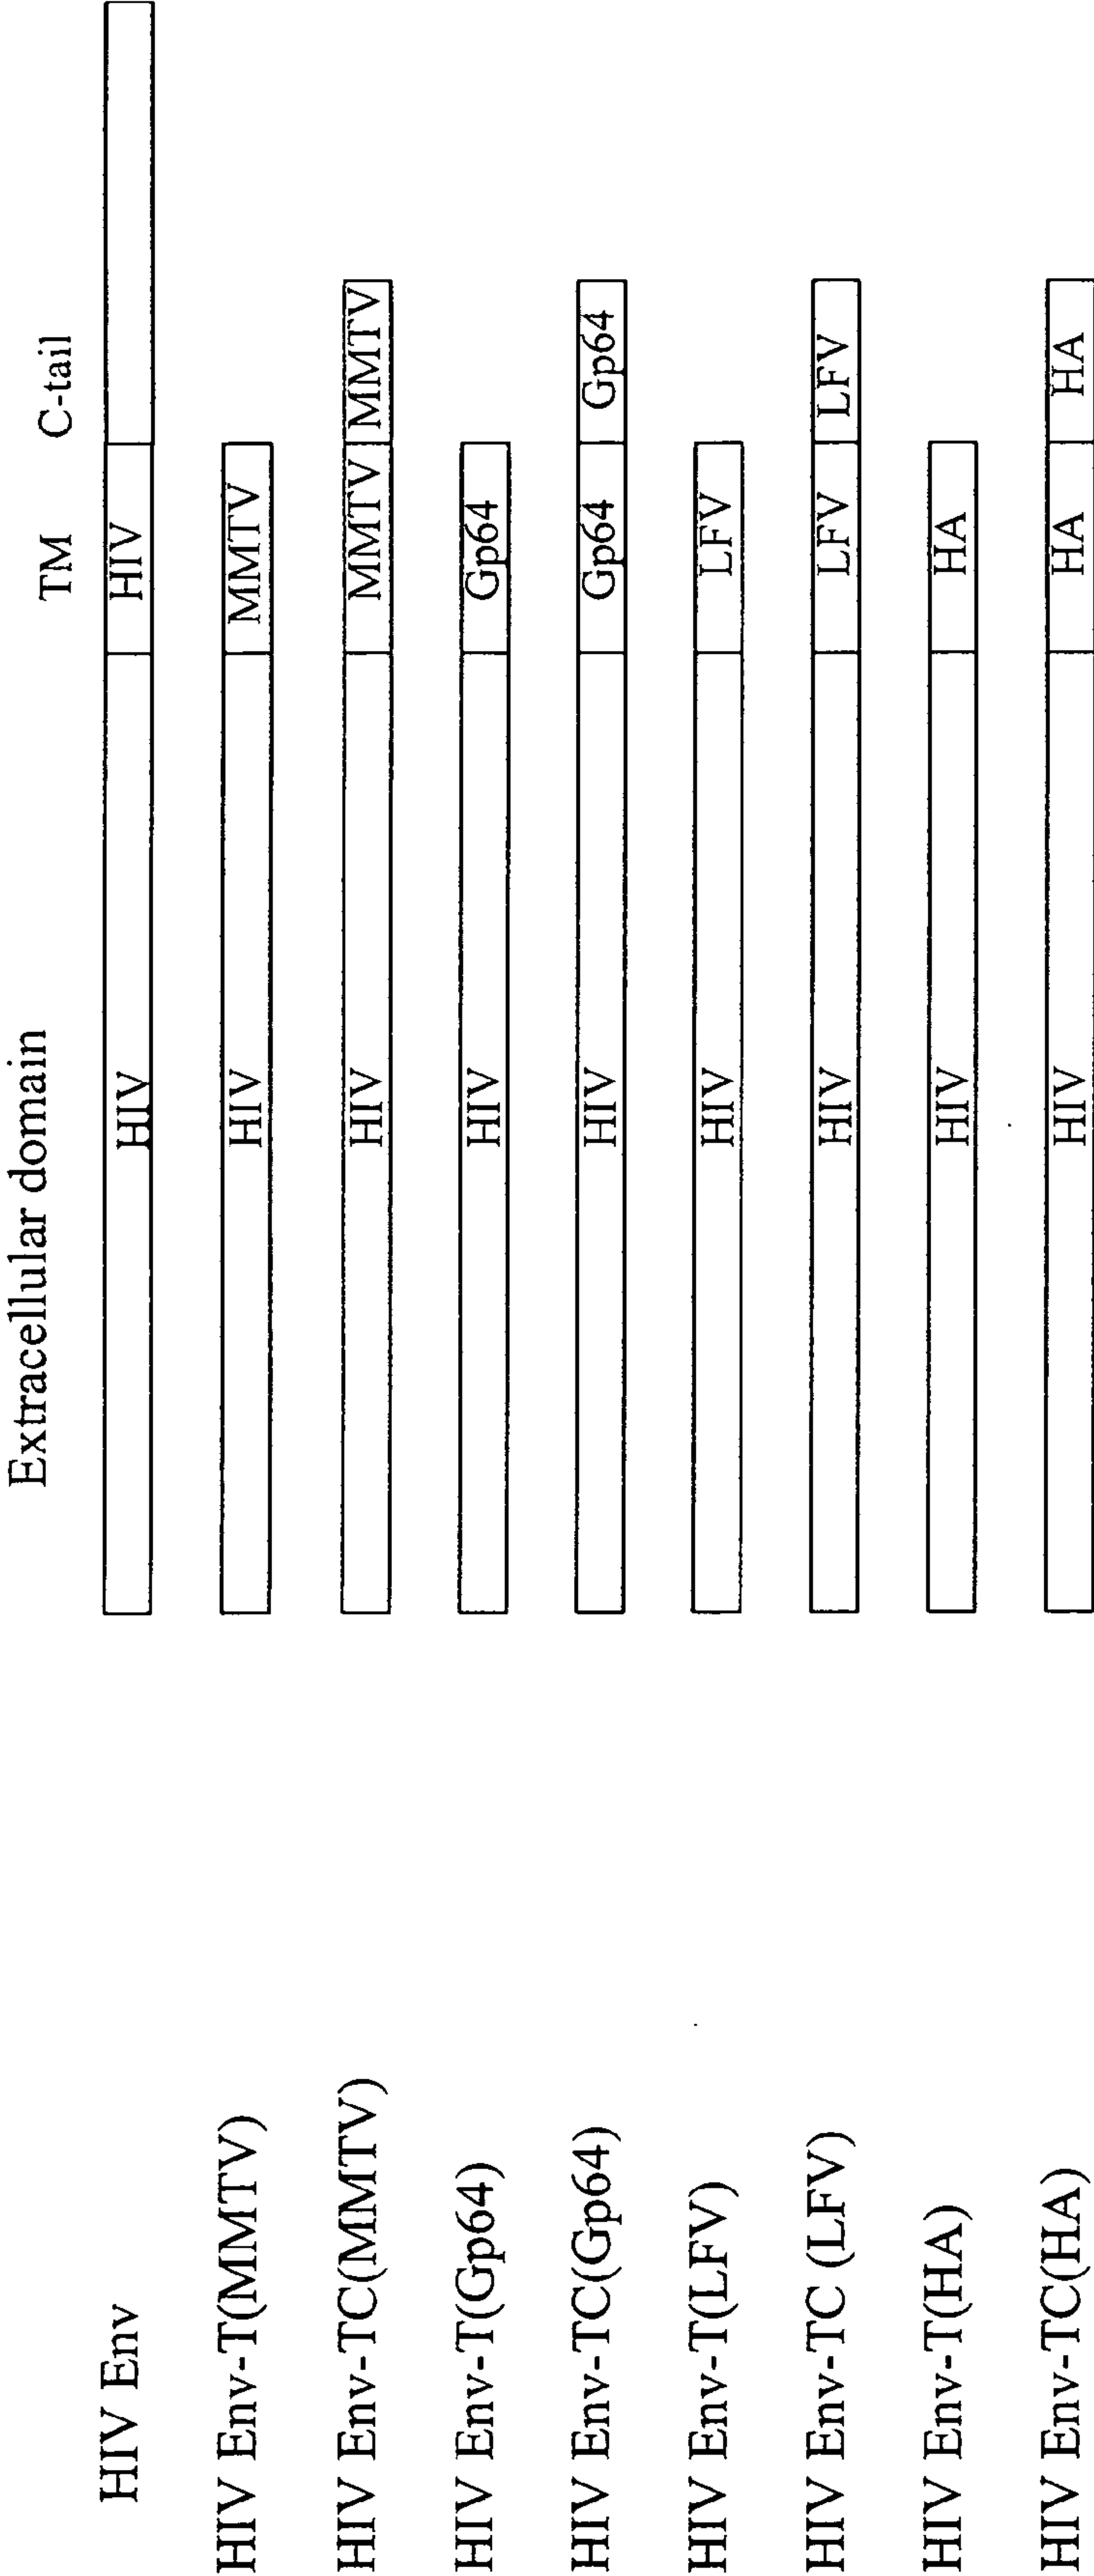 Extracellular domain
TM C-tail
HIV Env HIV HIV
HIV Env-T(MMTV) HIV MMTV
HIV Env-TC(MMTV) HIV MMTV MMTV
HIV Env-T(Gp64) HIV Gp64
HIV Env-TC(Gp64) HIV Gp64 Gp64
HIV Env-T(LFV) HIV LFV
HIV Env-TC (LFV) HIV LFV LFV
HIV Env-T(HA) HIV HA
HIV Env-TC(HA) HIV HA HA